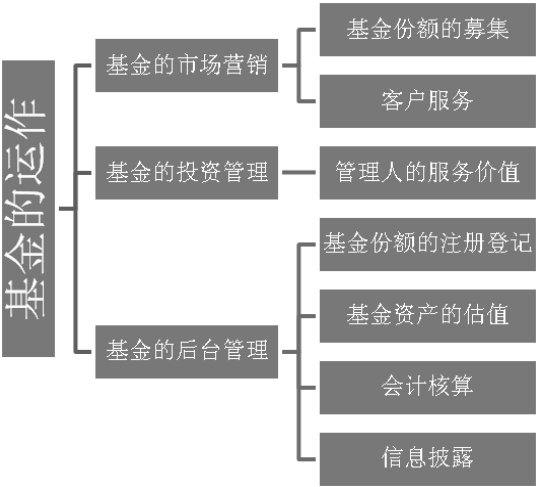 基金的运作
基金的市场营销
基金份额的募集
客户服务
基金的投资管理
管理人的服务价值
基金的后台管理
基金份额的注册登记
基金资产的估值
会计核算
信息披露